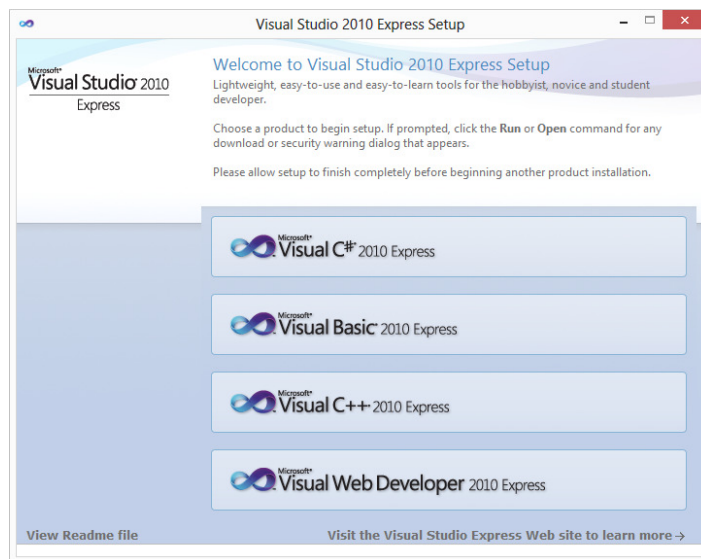 Visual Studio 2010 Express Setup
Microsoft®
Visual Studio® 2010
Express
Welcome to Visual Studio 2010 Express Setup
Lightweight, easy-to-use and easy-to-learn tools for the hobbyist, novice and student
developer.
Choose a product to begin setup. If prompted, click the Run or Open command for any
download or security warning dialog that appears.
Please allow setup to finish completely before beginning another product installation.
Microsoft®
Visual C#® 2010 Express
Microsoft®
Visual Basic® 2010 Express
Microsoft®
Visual C++® 2010 Express
Microsoft®
Visual Web Developer™ 2010 Express
View Readme file
Visit the Visual Studio Express Web site to learn more →